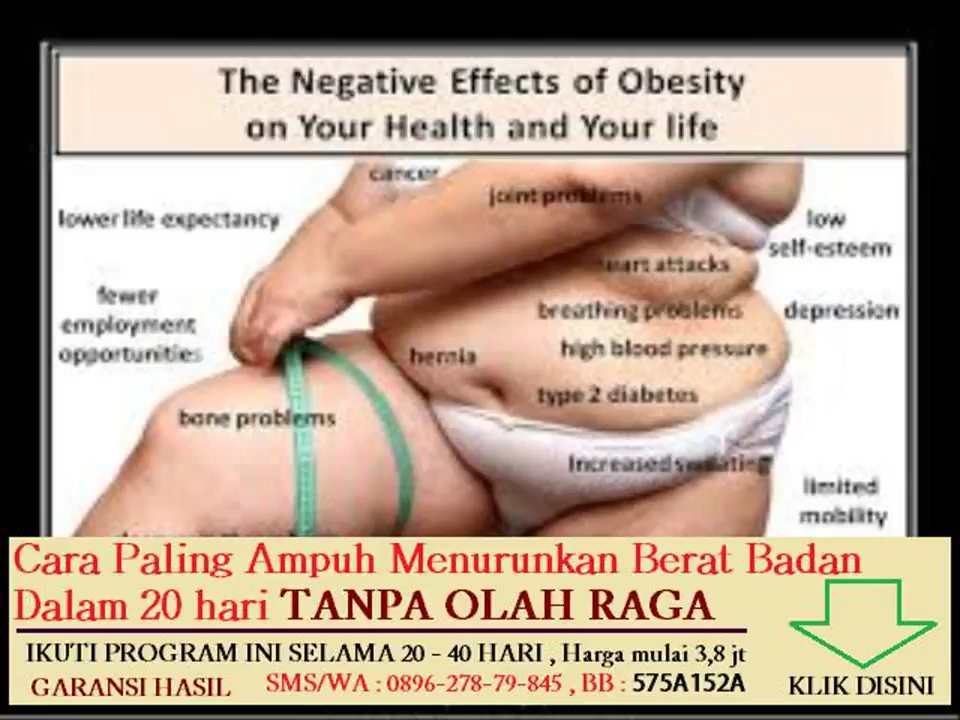 The Negative Effects of Obesity
on Your Health and Your life
cancer
joint problems
lower life expectancy
low
self-esteem
heart attacks
fewer
employment
opportunities
breathing problems
depression
hernia
high blood pressure
type 2 diabetes
bone problems
Increased sweating
limited
mobility
Cara Paling Ampuh Menurunkan Berat Badan
Dalam 20 hari TANPA OLAH RAGA
IKUTI PROGRAM INI SELAMA 20 - 40 HARI , Harga mulai 3,8 jt
GARANSI HASIL SMS/WA : 0896-278-79-845 , BB : 575A152A
KLIK DISINI